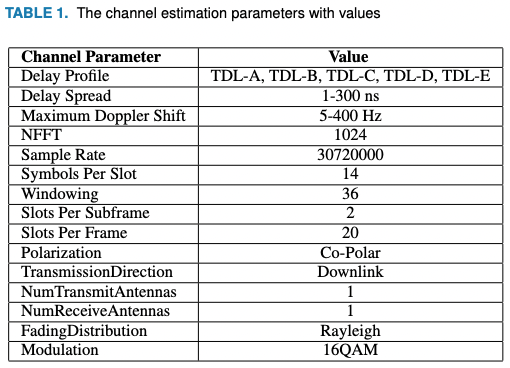 TABLE 1. The channel estimation parameters with values
Channel Parameter Value
Delay Profile TDL-A, TDL-B, TDL-C, TDL-D, TDL-E
Delay Spread 1-300 ns
Maximum Doppler Shift 5-400 Hz
NFFT 1024
Sample Rate 30720000
Symbols Per Slot 14
Windowing 36
Slots Per Subframe 2
Slots Per Frame 20
Polarization Co-Polar
TransmissionDirection Downlink
NumTransmitAntennas 1
NumReceiveAntennas 1
FadingDistribution Rayleigh
Modulation 16QAM